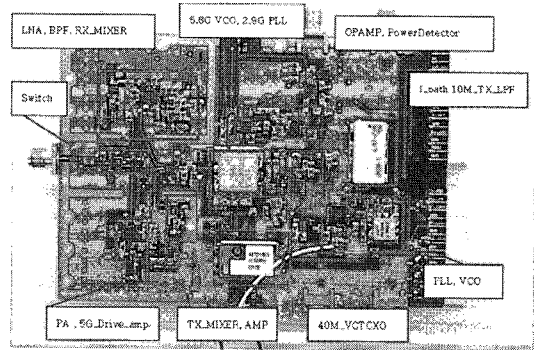 LNA, BPF, RX_MIXER
5.8G VCO, 2.9G PLL
OPAMP, PowerDetector
Switch
I_path 10M_TX_LPF
PLL, VCO
PA , 5G_Drive_amp
TX_MIXER, AMP
40M_VCTCXO